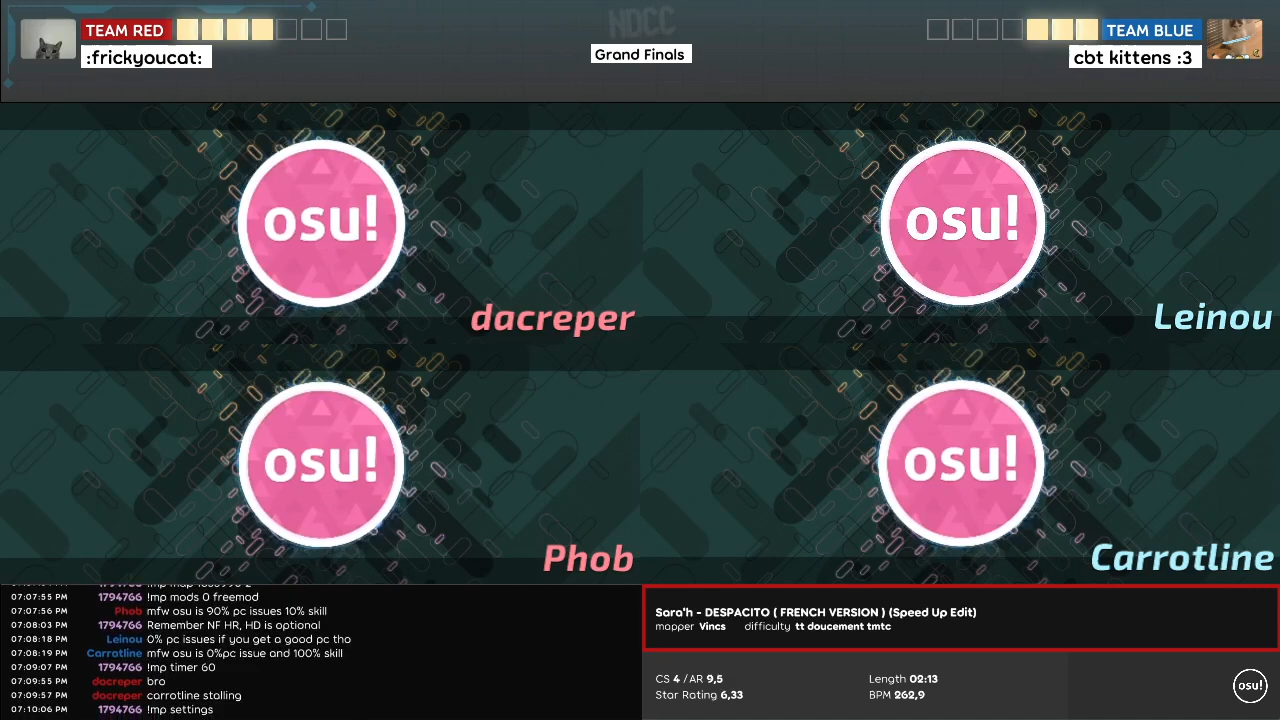 NDCC
TEAM RED
:frickyoucat:
Grand Finals
TEAM BLUE
cbt kittens :3
osu!
dacreper
osu!
Leinou
osu!
Phob
osu!
Carrotline
07:07:55 PM 1794766 !mp mods 0 freemod
07:07:56 PM Phob mfw osu is 90% pc issues 10% skill
07:08:03 PM 1794766 Remember NF HR, HD is optional
07:08:18 PM Leinou 0% pc issues if you get a good pc tho
07:08:19 PM Carrotline mfw osu is 0%pc issue and 100% skill
07:09:07 PM 1794766 !mp timer 60
07:09:55 PM dacreper bro
07:09:57 PM dacreper carrotline stalling
07:10:06 PM 1794766 !mp settings
Sara'h - DESPACITO ( FRENCH VERSION ) (Speed Up Edit)
mapper Vincs difficulty tt doucement tmtc
CS 4 / AR 9,5
Star Rating 6,33
Length 02:13
BPM 262,9
osu!